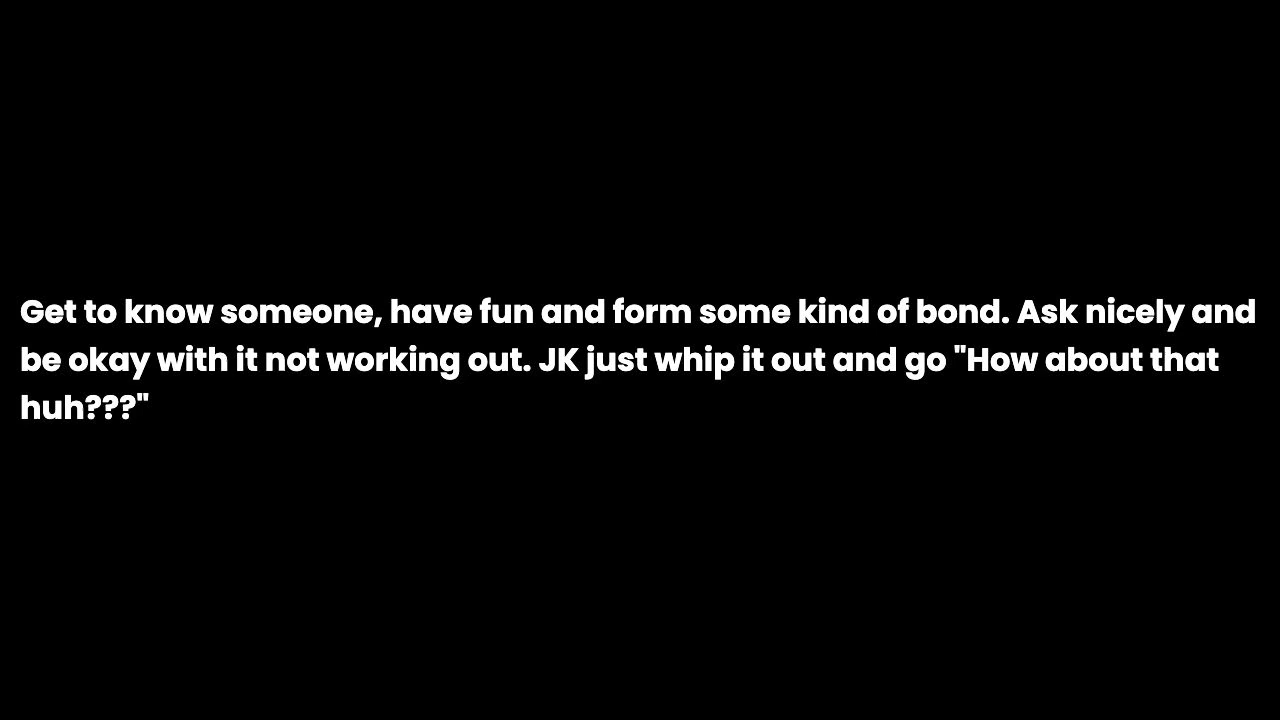 Get to know someone, have fun and form some kind of bond. Ask nicely and
be okay with it not working out. JK just whip it out and go "How about that
huh???"